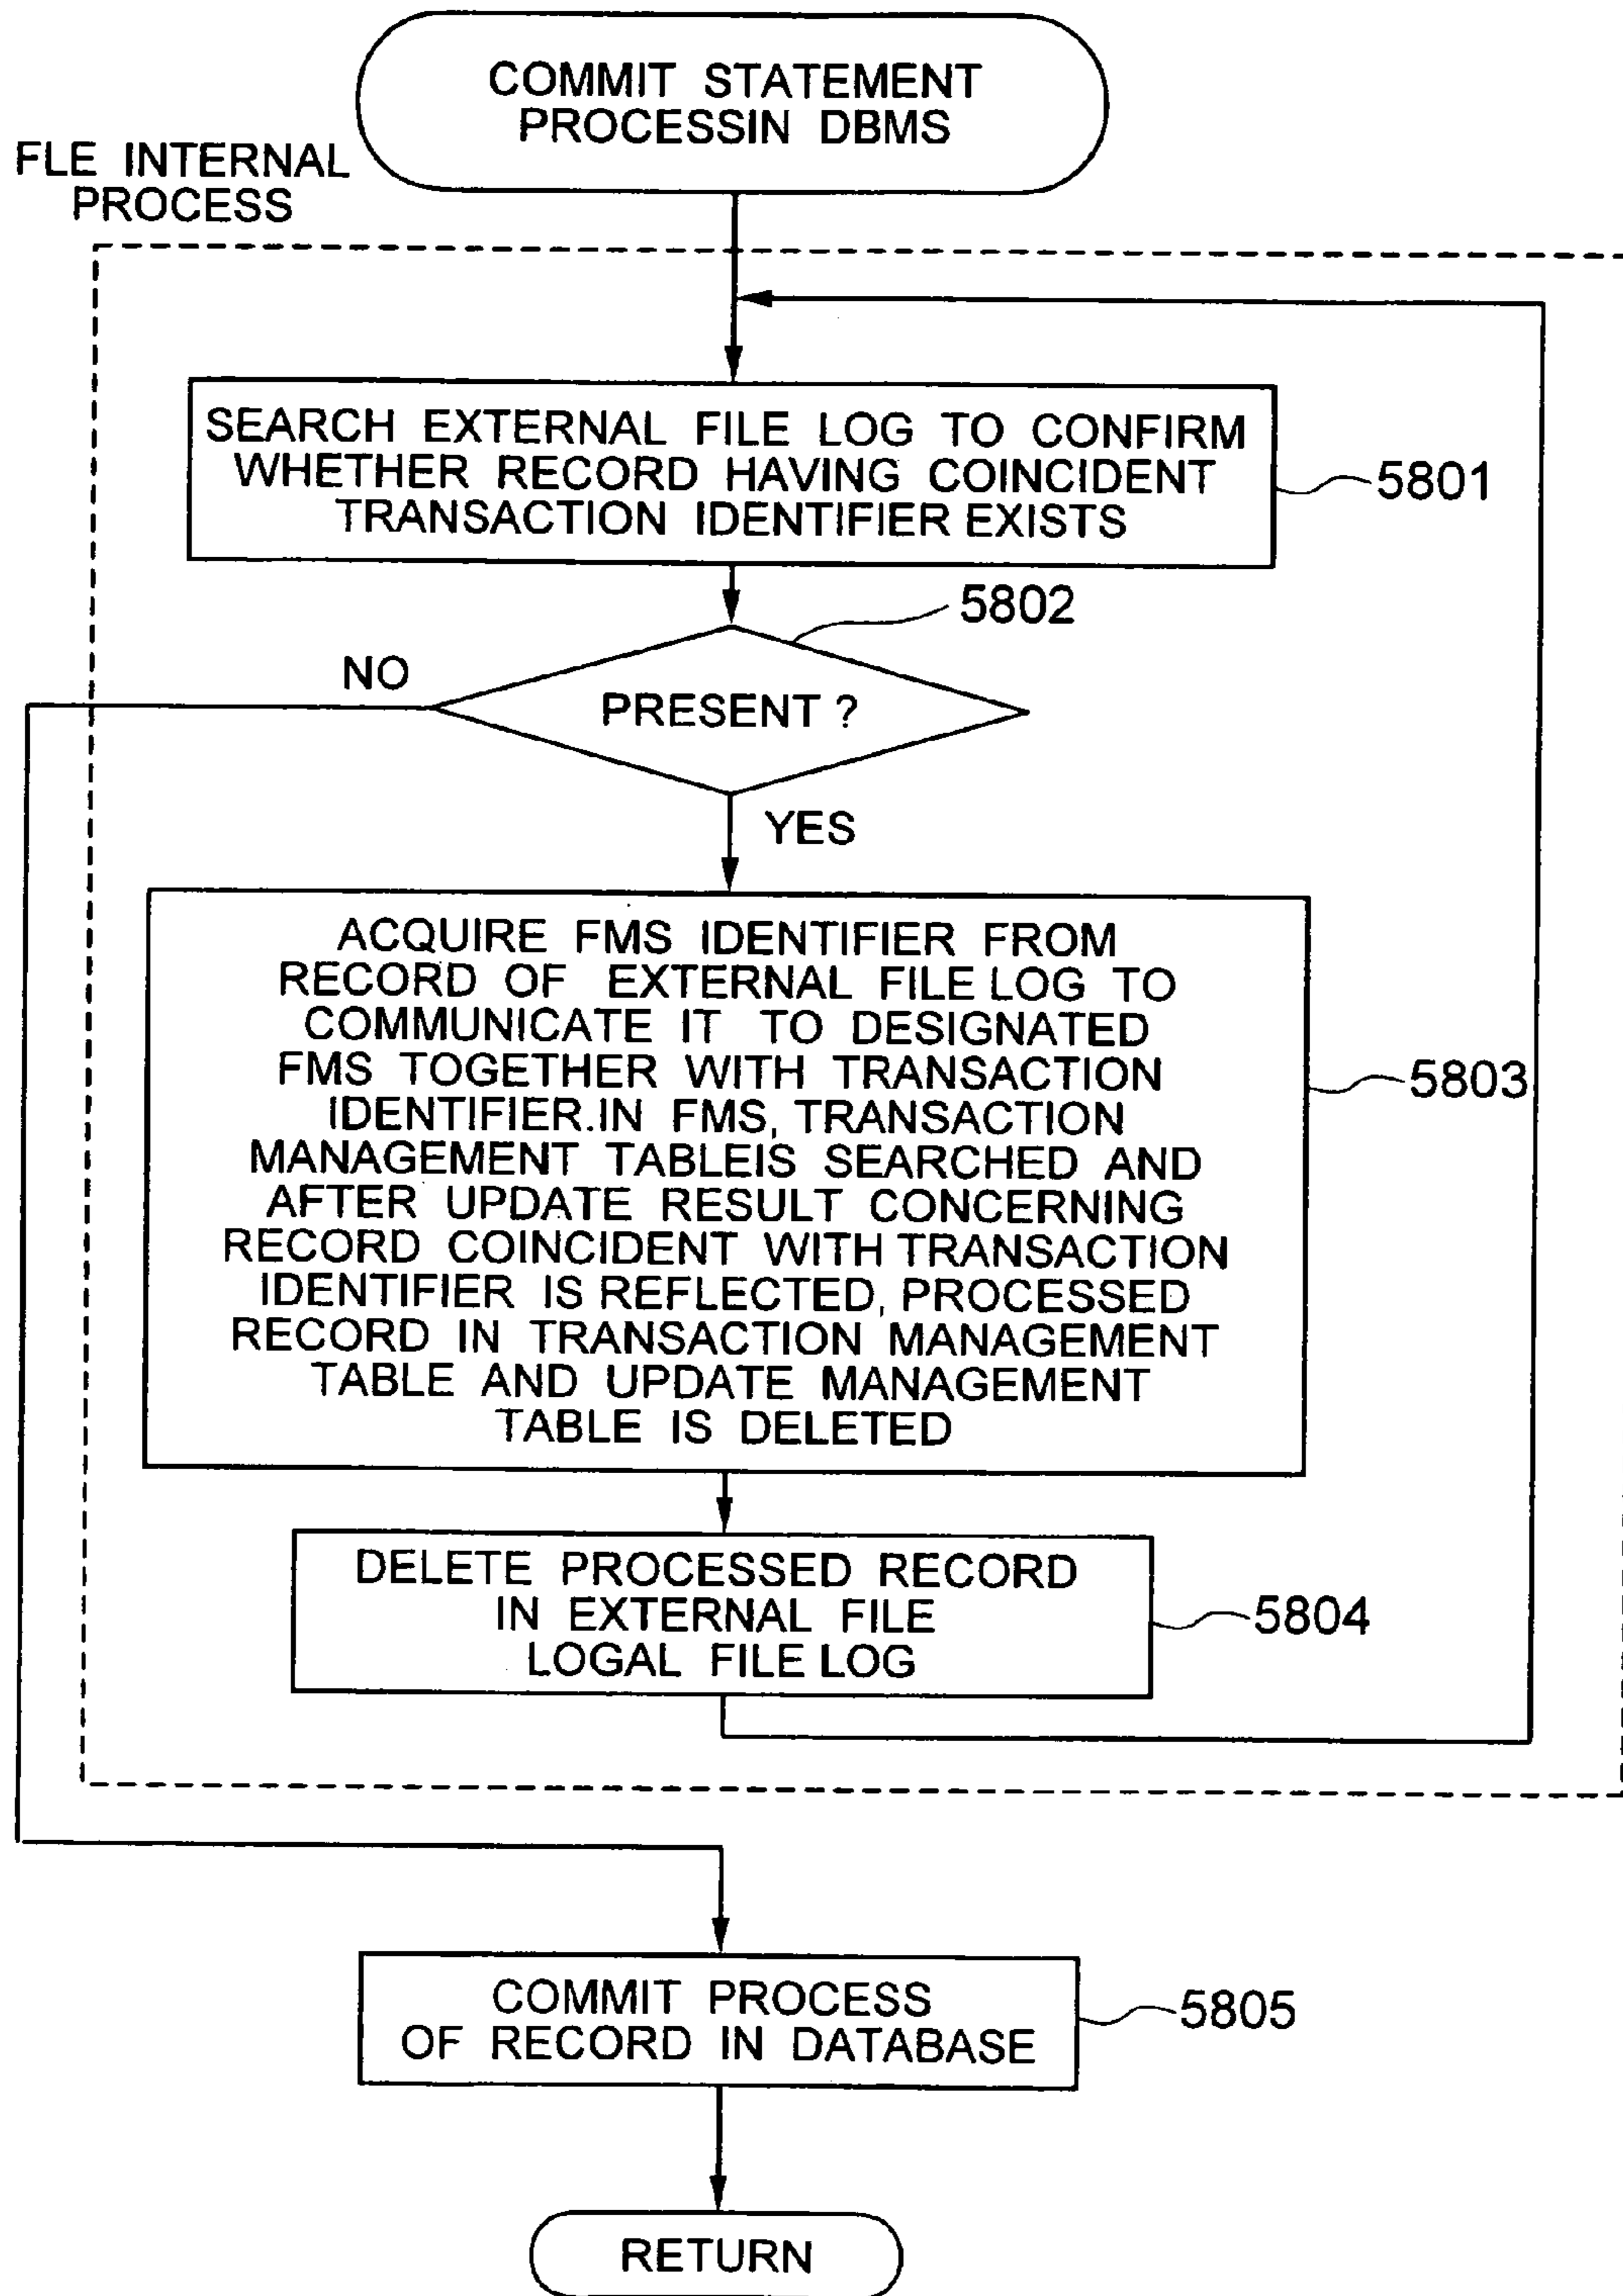 COMMIT STATEMENT
PROCESSIN DBMS
FLE INTERNAL
PROCESS
SEARCH EXTERNAL FILE LOG TO CONFIRM
WHETHER RECORD HAVING COINCIDENT
TRANSACTION IDENTIFIER EXISTS
5801
5802
NO
PRESENT ?
YES
ACQUIRE FMS IDENTIFIER FROM
RECORD OF EXTERNAL FILE LOG TO
COMMUNICATE IT TO DESIGNATED
FMS TOGETHER WITH TRANSACTION
IDENTIFIER.IN FMS, TRANSACTION
MANAGEMENT TABLEIS SEARCHED AND
AFTER UPDATE RESULT CONCERNING
RECORD COINCIDENT WITH TRANSACTION
IDENTIFIER IS REFLECTED, PROCESSED
RECORD IN TRANSACTION MANAGEMENT
TABLE AND UPDATE MANAGEMENT
TABLE IS DELETED
5803
DELETE PROCESSED RECORD
IN EXTERNAL FILE
LOGAL FILE LOG
5804
COMMIT PROCESS
OF RECORD IN DATABASE
5805
RETURN